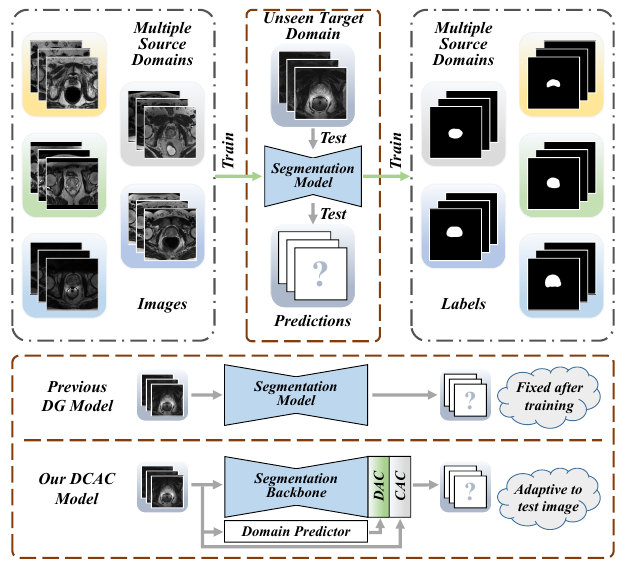 Multiple
Source
Domains
Images
Unseen Target
Domain
Test
Train
Segmentation
Model
Train
Test
?
Predictions
Multiple
Source
Domains
Labels
Previous
DG Model
Segmentation
Model
?
Fixed after
training
Our DCAC
Model
Segmentation
Backbone
DAC
CAC
?
Adaptive to
test image
Domain Predictor